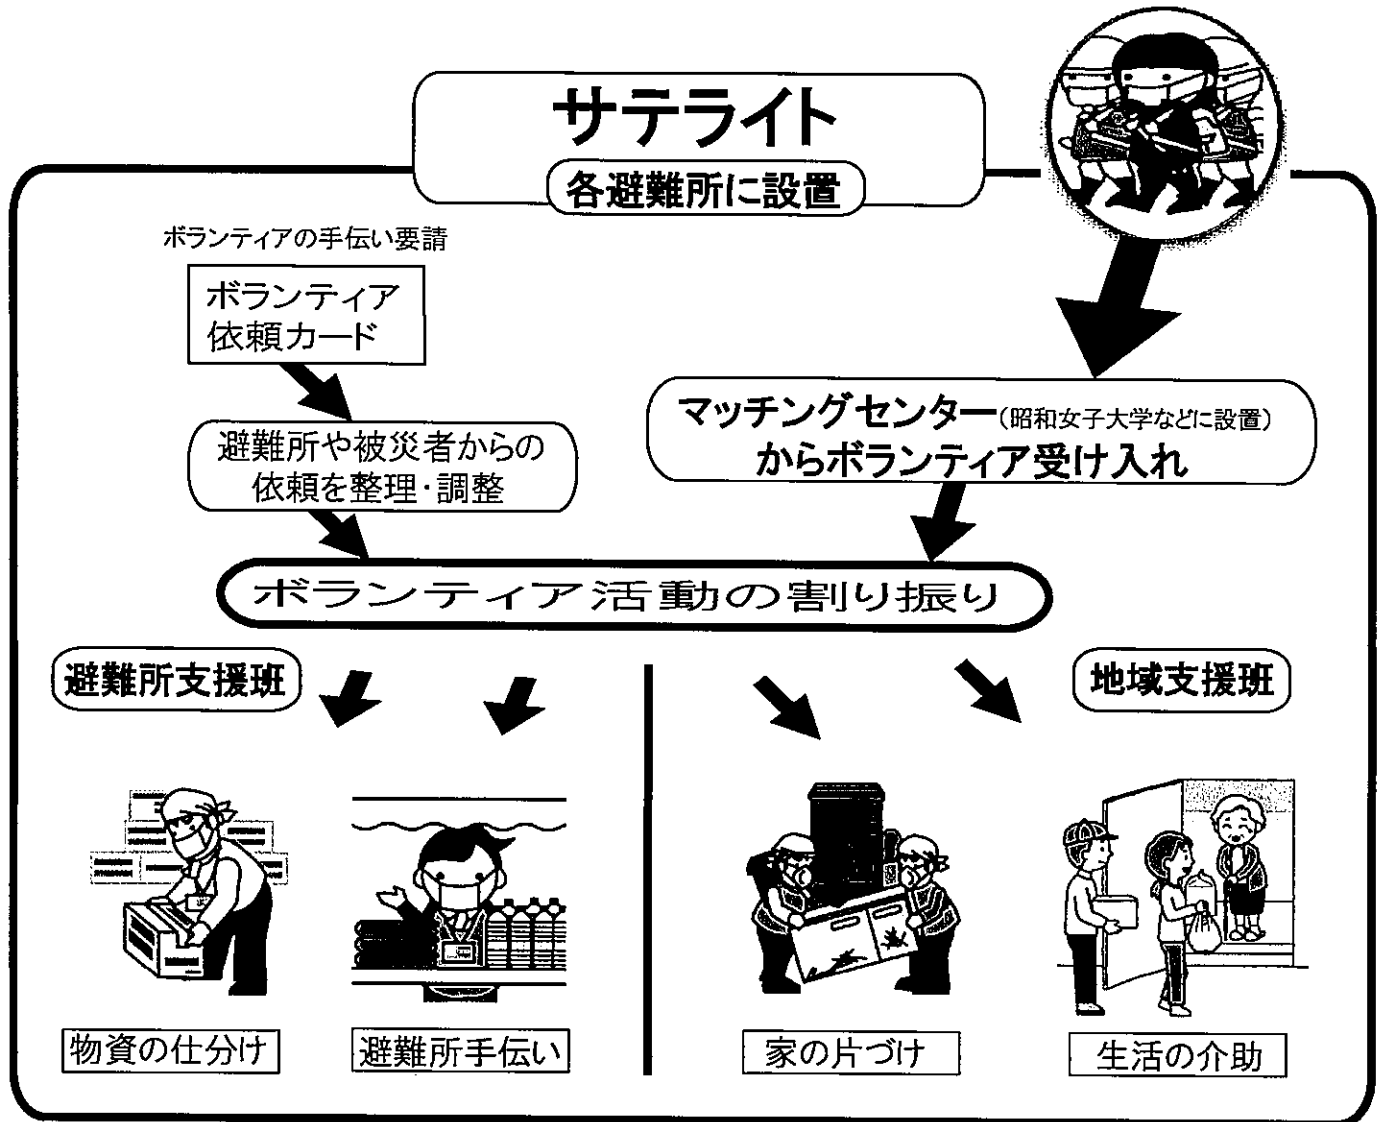 サテライト
各避難所に設置
ボランティアの手伝い要請
ボランティア
依頼カード
避難所や被災者からの
依頼を整理・調整
マッチングセンター(昭和女子大学などに設置)
からボランティア受け入れ
ボランティア活動の割り振り
避難所支援班
地域支援班
物資の仕分け
避難所手伝い
家の片づけ
生活の介助